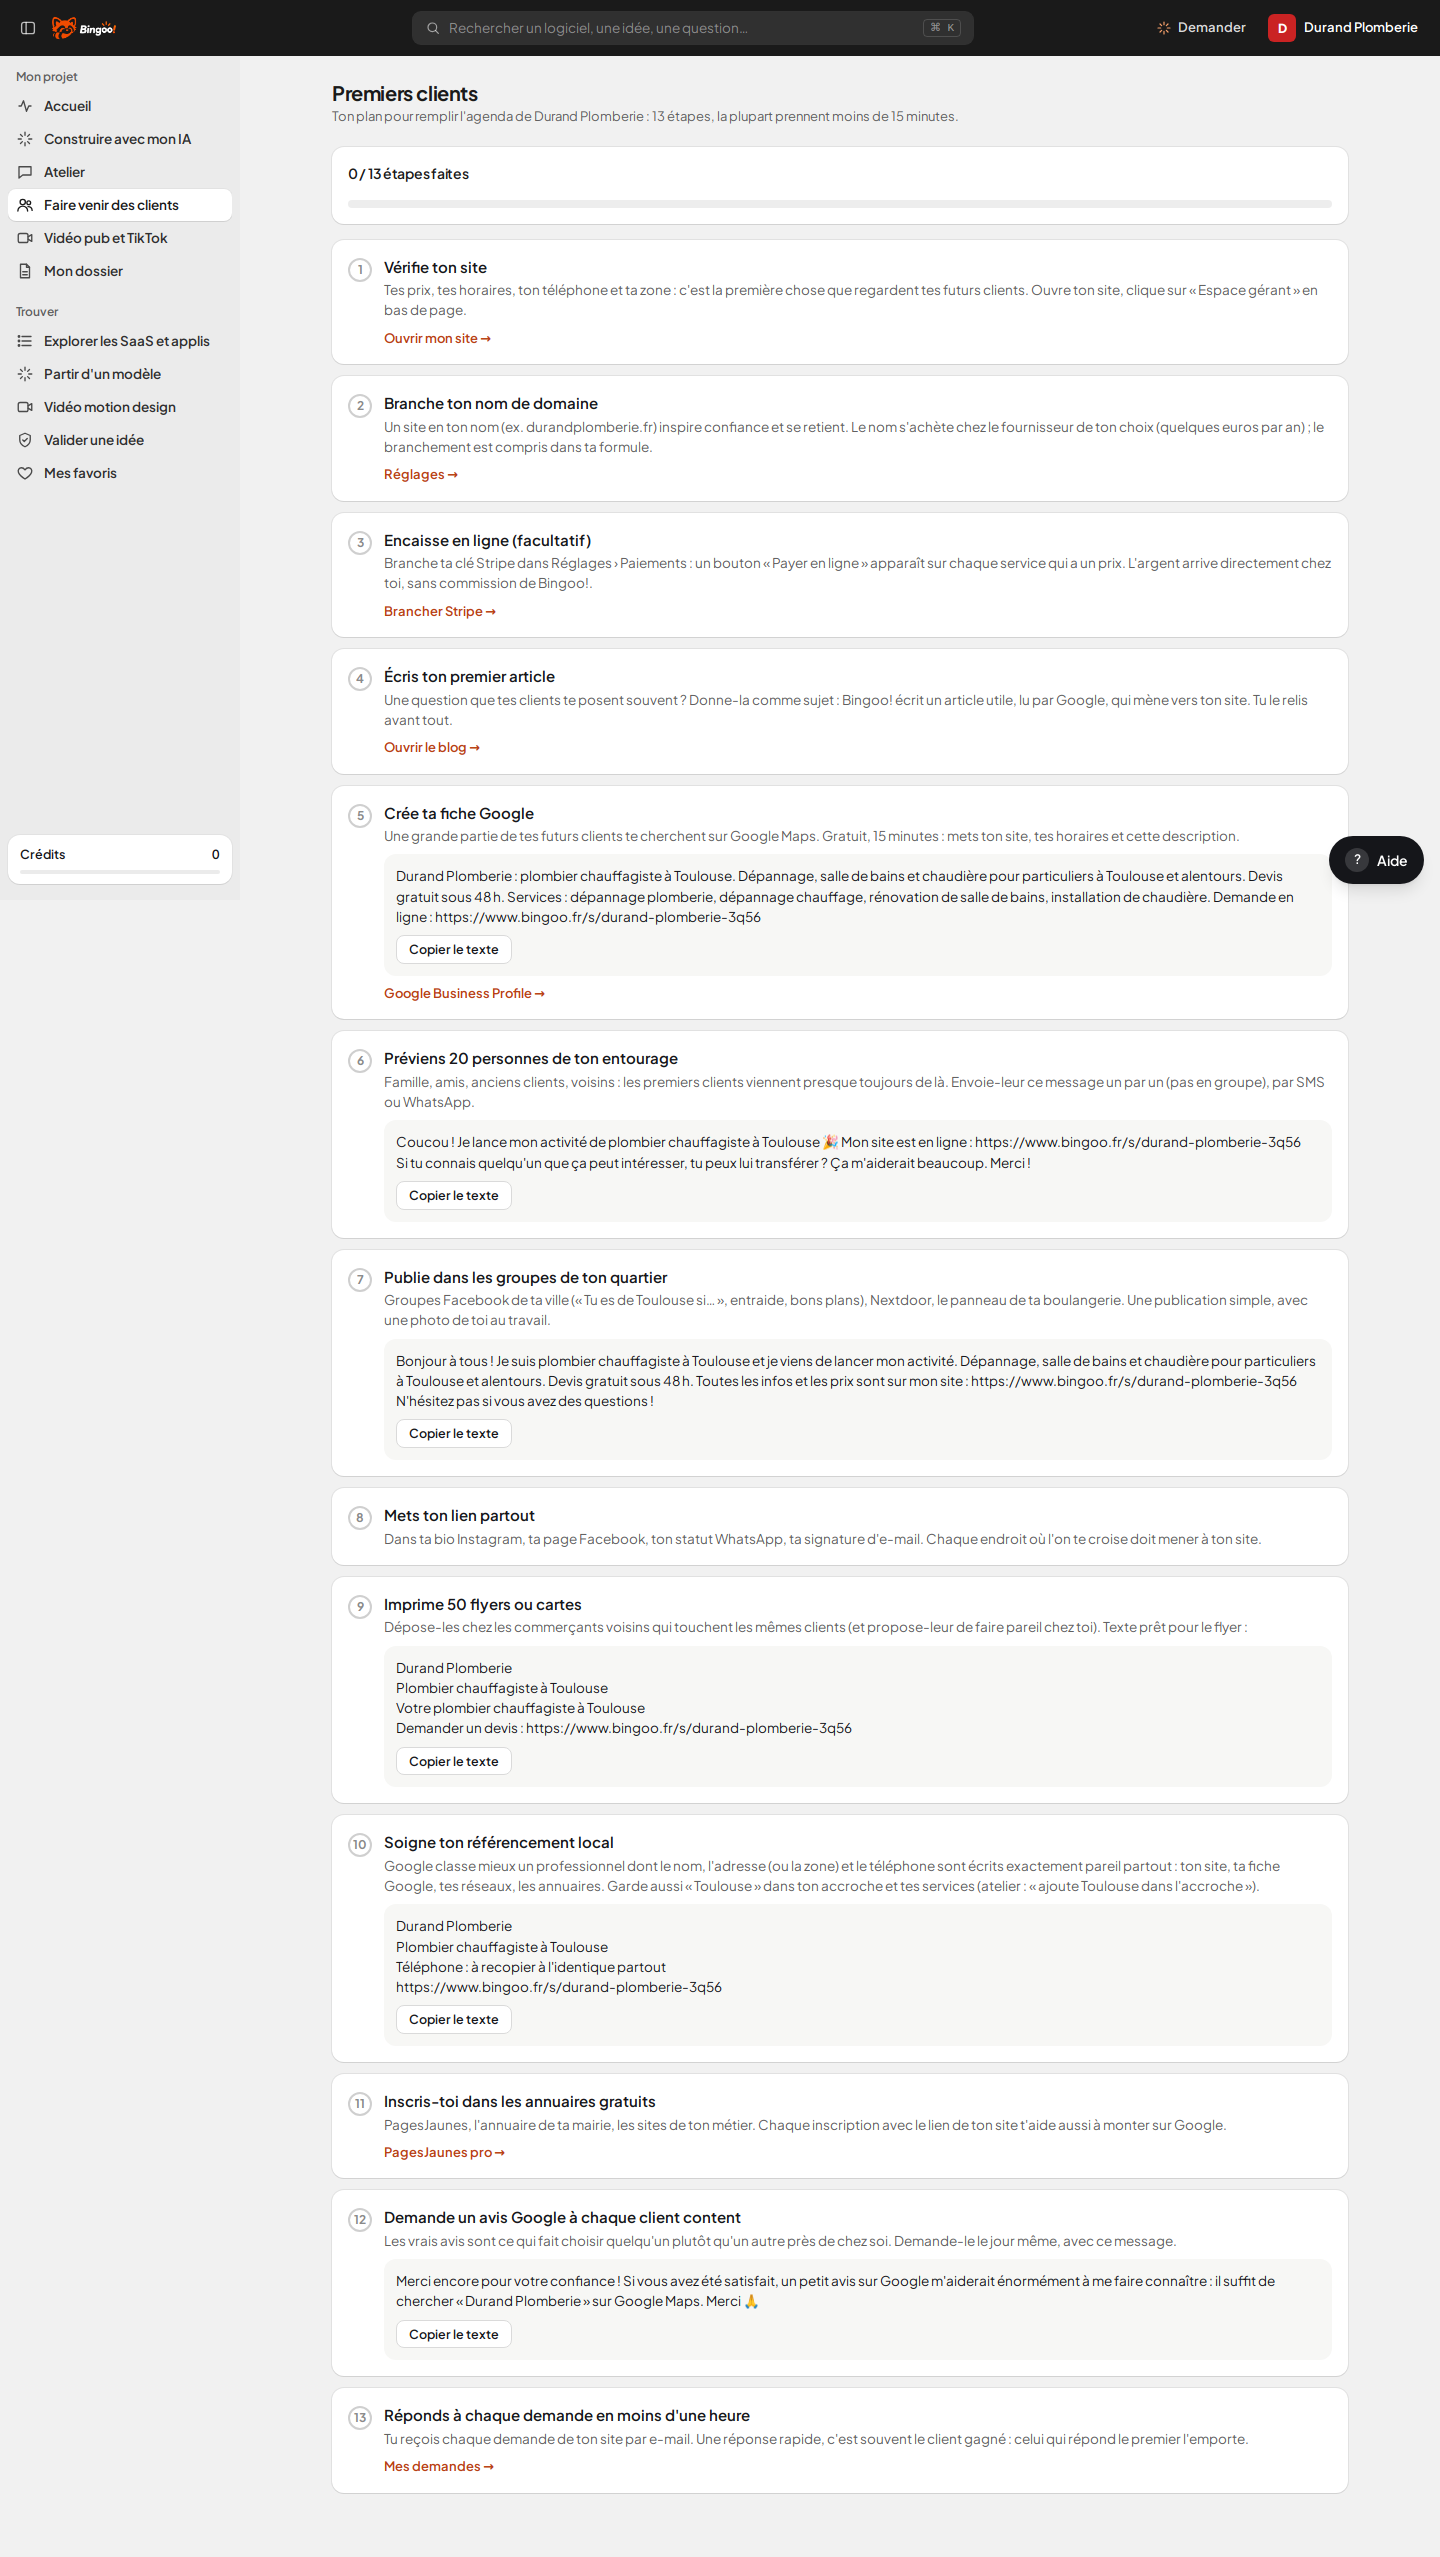 Bingoo!
Rechercher un logiciel, une idée, une question...
⌘ K
Demander
D
Durand Plomberie
Mon projet
Accueil
Construire avec mon IA
Atelier
Faire venir des clients
Vidéo pub et TikTok
Mon dossier
Trouver
Explorer les SaaS et applis
Partir d'un modèle
Vidéo motion design
Valider une idée
Mes favoris
Crédits
0
Premiers clients
Ton plan pour remplir l'agenda de Durand Plomberie : 13 étapes, la plupart prennent moins de 15 minutes.
0 / 13 étapes faites
1
Vérifie ton site
Tes prix, tes horaires, ton téléphone et ta zone : c'est la première chose que regardent tes futurs clients. Ouvre ton site, clique sur « Espace gérant » en
bas de page.
Ouvrir mon site →
2
Branche ton nom de domaine
Un site en ton nom (ex. durandplomberie.fr) inspire confiance et se retient. Le nom s'achète chez le fournisseur de ton choix (quelques euros par an) ; le
branchement est compris dans ta formule.
Réglages →
3
Encaisse en ligne (facultatif)
Branche ta clé Stripe dans Réglages › Paiements : un bouton « Payer en ligne » apparaît sur chaque service qui a un prix. L'argent arrive directement chez
toi, sans commission de Bingoo!.
Brancher Stripe →
4
Écris ton premier article
Une question que tes clients te posent souvent ? Donne-la comme sujet : Bingoo! écrit un article utile, lu par Google, qui mène vers ton site. Tu le relis
avant tout.
Ouvrir le blog →
5
Crée ta fiche Google
Une grande partie de tes futurs clients te cherchent sur Google Maps. Gratuit, 15 minutes : mets ton site, tes horaires et cette description.
Durand Plomberie : plombier chauffagiste à Toulouse. Dépannage, salle de bains et chaudière pour particuliers à Toulouse et alentours. Devis
gratuit sous 48 h. Services : dépannage plomberie, dépannage chauffage, rénovation de salle de bains, installation de chaudière. Demande en
ligne : https://www.bingoo.fr/s/durand-plomberie-3q56
Copier le texte
Google Business Profile →
? Aide
6
Préviens 20 personnes de ton entourage
Famille, amis, anciens clients, voisins : les premiers clients viennent presque toujours de là. Envoie-leur ce message un par un (pas en groupe), par SMS
ou WhatsApp.
Coucou ! Je lance mon activité de plombier chauffagiste à Toulouse 🎉 Mon site est en ligne : https://www.bingoo.fr/s/durand-plomberie-3q56
Si tu connais quelqu'un que ça peut intéresser, tu peux lui transférer ? Ça m'aiderait beaucoup. Merci !
Copier le texte
7
Publie dans les groupes de ton quartier
Groupes Facebook de ta ville (« Tu es de Toulouse si... », entraide, bons plans), Nextdoor, le panneau de ta boulangerie. Une publication simple, avec
une photo de toi au travail.
Bonjour à tous ! Je suis plombier chauffagiste à Toulouse et je viens de lancer mon activité. Dépannage, salle de bains et chaudière pour particuliers
à Toulouse et alentours. Devis gratuit sous 48 h. Toutes les infos et les prix sont sur mon site : https://www.bingoo.fr/s/durand-plomberie-3q56
N'hésitez pas si vous avez des questions !
Copier le texte
8
Mets ton lien partout
Dans ta bio Instagram, ta page Facebook, ton statut WhatsApp, ta signature d'e-mail. Chaque endroit où l'on te croise doit mener à ton site.
9
Imprime 50 flyers ou cartes
Dépose-les chez les commerçants voisins qui touchent les mêmes clients (et propose-leur de faire pareil chez toi). Texte prêt pour le flyer :
Durand Plomberie
Plombier chauffagiste à Toulouse
Votre plombier chauffagiste à Toulouse
Demander un devis : https://www.bingoo.fr/s/durand-plomberie-3q56
Copier le texte
10
Soigne ton référencement local
Google classe mieux un professionnel dont le nom, l'adresse (ou la zone) et le téléphone sont écrits exactement pareil partout : ton site, ta fiche
Google, tes réseaux, les annuaires. Garde aussi « Toulouse » dans ton accroche et tes services (atelier : « ajoute Toulouse dans l'accroche »).
Durand Plomberie
Plombier chauffagiste à Toulouse
Téléphone : à recopier à l'identique partout
https://www.bingoo.fr/s/durand-plomberie-3q56
Copier le texte
11
Inscris-toi dans les annuaires gratuits
PagesJaunes, l'annuaire de ta mairie, les sites de ton métier. Chaque inscription avec le lien de ton site t'aide aussi à monter sur Google.
PagesJaunes pro →
12
Demande un avis Google à chaque client content
Les vrais avis sont ce qui fait choisir quelqu'un plutôt qu'un autre près de chez soi. Demande-le le jour même, avec ce message.
Merci encore pour votre confiance ! Si vous avez été satisfait, un petit avis sur Google m'aiderait énormément à me faire connaître : il suffit de
chercher « Durand Plomberie » sur Google Maps. Merci 🙏
Copier le texte
13
Réponds à chaque demande en moins d'une heure
Tu reçois chaque demande de ton site par e-mail. Une réponse rapide, c'est souvent le client gagné : celui qui répond le premier l'emporte.
Mes demandes →